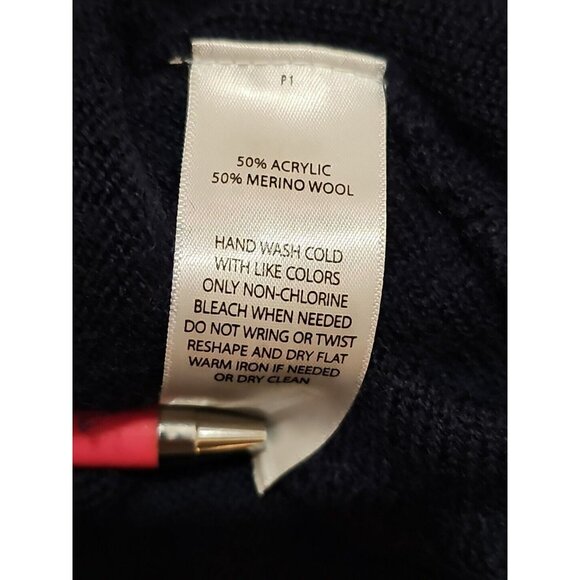 P1
50% ACRYLIC
50% MERINO WOOL
HAND WASH COLD
WITH LIKE COLORS
ONLY NON-CHLORINE
BLEACH WHEN NEEDED
DO NOT WRING OR TWIST
RESHAPE AND DRY FLAT
WARM IRON IF NEEDED
OR DRY CLEAN